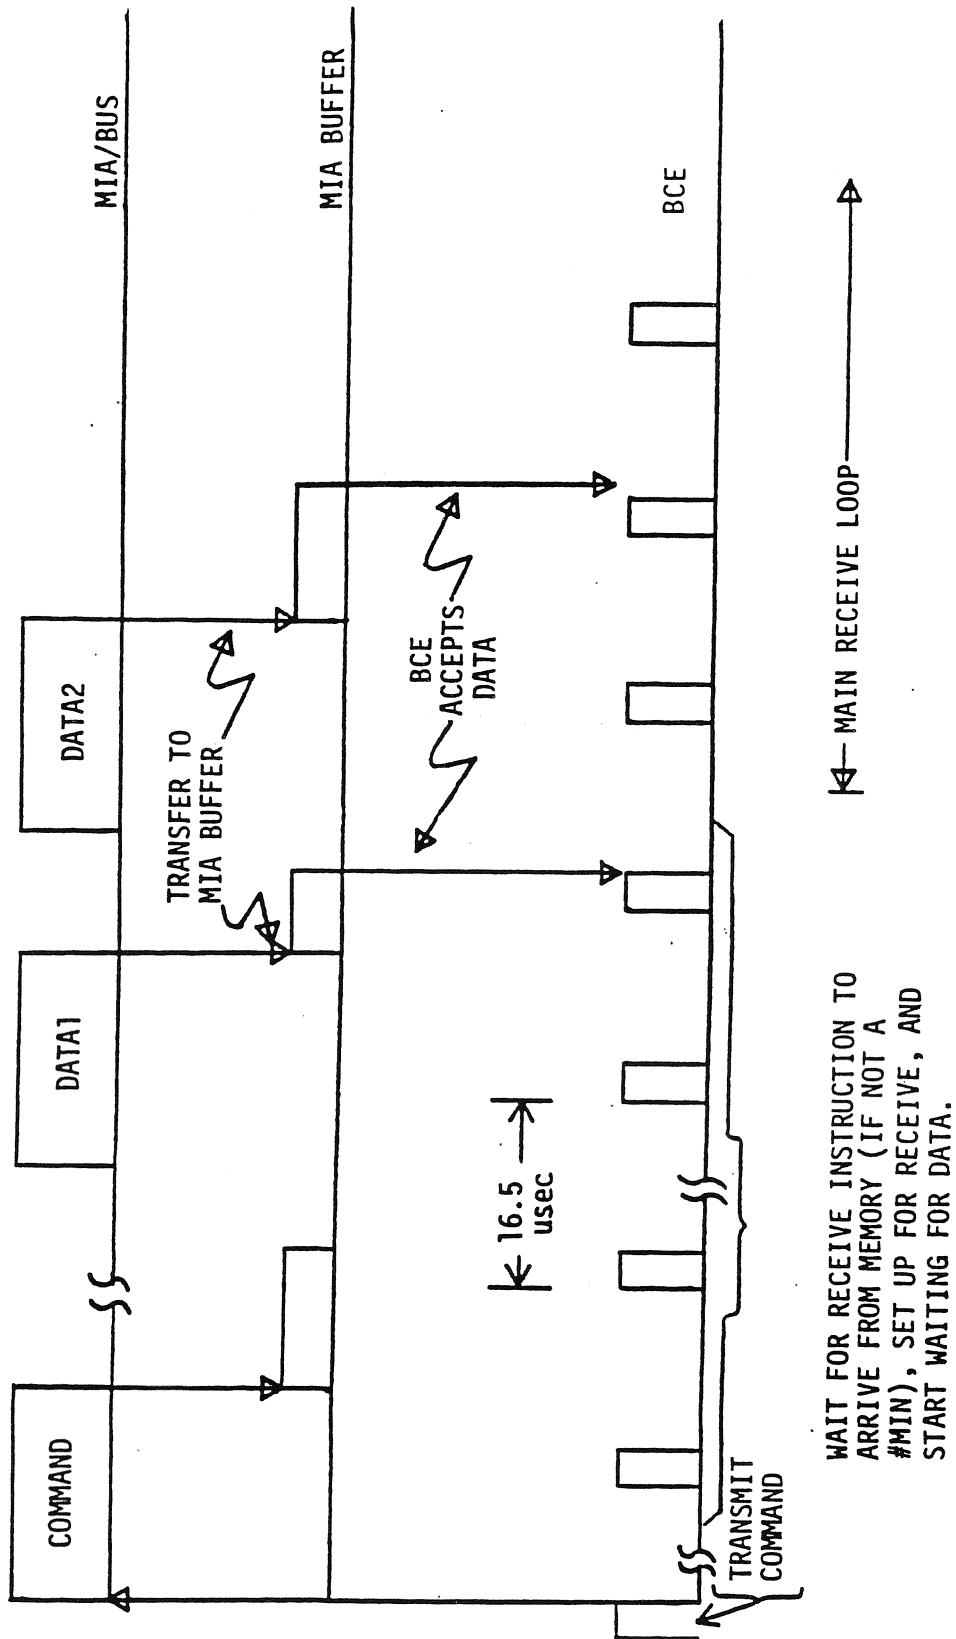 COMMAND
DATA1
DATA2
MIA/BUS
TRANSFER TO
MIA BUFFER
MIA BUFFER
BCE
ACCEPTS
DATA
16.5
usec
BCE
TRANSMIT
COMMAND
MAIN RECEIVE LOOP
WAIT FOR RECEIVE INSTRUCTION TO
ARRIVE FROM MEMORY (IF NOT A
#MIN), SET UP FOR RECEIVE, AND
START WAITING FOR DATA.